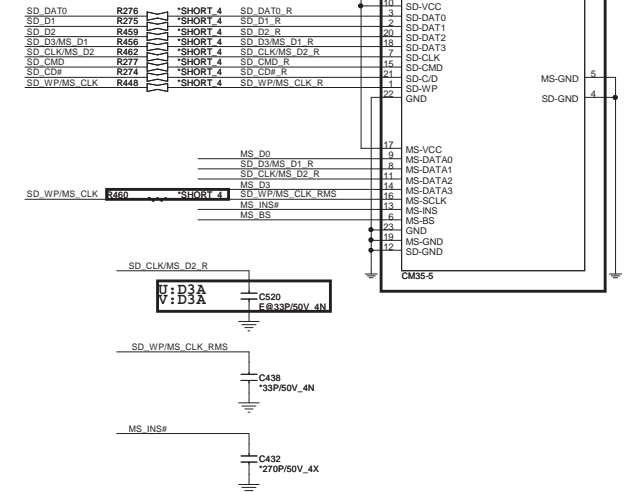 10 SD-VCC
SD_DAT0 R276 *SHORT_4 SD_DAT0_R 3 SD-DAT0
SD_D1 R275 *SHORT_4 SD_D1_R 2 SD-DAT1
SD_D2 R459 *SHORT_4 SD_D2_R 20 SD-DAT2
SD_D3/MS_D1 R456 *SHORT_4 SD_D3/MS_D1_R 18 SD-DAT3
SD_CLK/MS_D2 R462 *SHORT_4 SD_CLK/MS_D2_R 7 SD-CLK
SD_CMD R277 *SHORT_4 SD_CMD_R 15 SD-CMD
SD_CD# R274 *SHORT_4 SD_CD#_R 21 SD-C/D MS-GND 5
SD_WP/MS_CLK R448 *SHORT_4 SD_WP/MS_CLK_R 1 SD-WP
22 GND SD-GND 4
17 MS-VCC
MS_D0 9 MS-DATA0
SD_D3/MS_D1_R 8 MS-DATA1
SD_CLK/MS_D2_R 11 MS-DATA2
MS_D3 14 MS-DATA3
SD_WP/MS_CLK R460 *SHORT_4 SD_WP/MS_CLK_RMS 16 MS-SCLK
MS_INS# 13 MS-INS
MS_BS 6 MS-BS
23 GND
19 MS-GND
12 SD-GND
CM35-5
SD_CLK/MS_D2_R
U:D3A
V:D3A
C520
E@33P/50V_4N
SD_WP/MS_CLK_RMS
C438
*33P/50V_4N
MS_INS#
C432
*270P/50V_4X